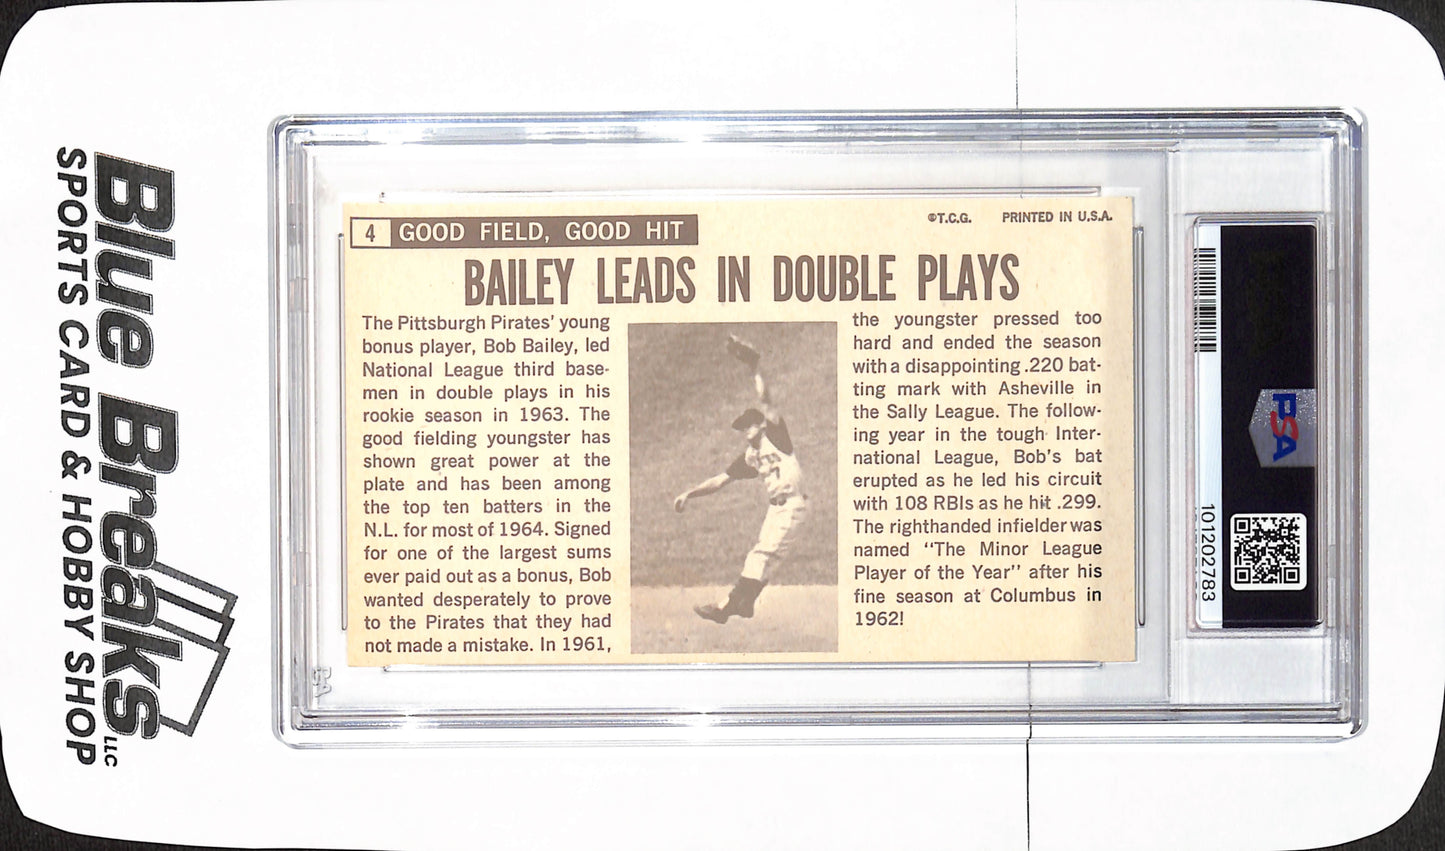 Blue Breaks LLC
SPORTS CARD & HOBBY SHOP
4 GOOD FIELD, GOOD HIT
©T.C.G. PRINTED IN U.S.A.
BAILEY LEADS IN DOUBLE PLAYS
The Pittsburgh Pirates' young
bonus player, Bob Bailey, led
National League third base-
men in double plays in his
rookie season in 1963. The
good fielding youngster has
shown great power at the
plate and has been among
the top ten batters in the
N.L. for most of 1964. Signed
for one of the largest sums
ever paid out as a bonus, Bob
wanted desperately to prove
to the Pirates that they had
not made a mistake. In 1961,
the youngster pressed too
hard and ended the season
with a disappointing .220 bat-
ting mark with Asheville in
the Sally League. The follow-
ing year in the tough Inter-
national League, Bob's bat
erupted as he led his circuit
with 108 RBIs as he hit .299.
The righthanded infielder was
named "The Minor League
Player of the Year" after his
fine season at Columbus in
1962!
PSA
101202783